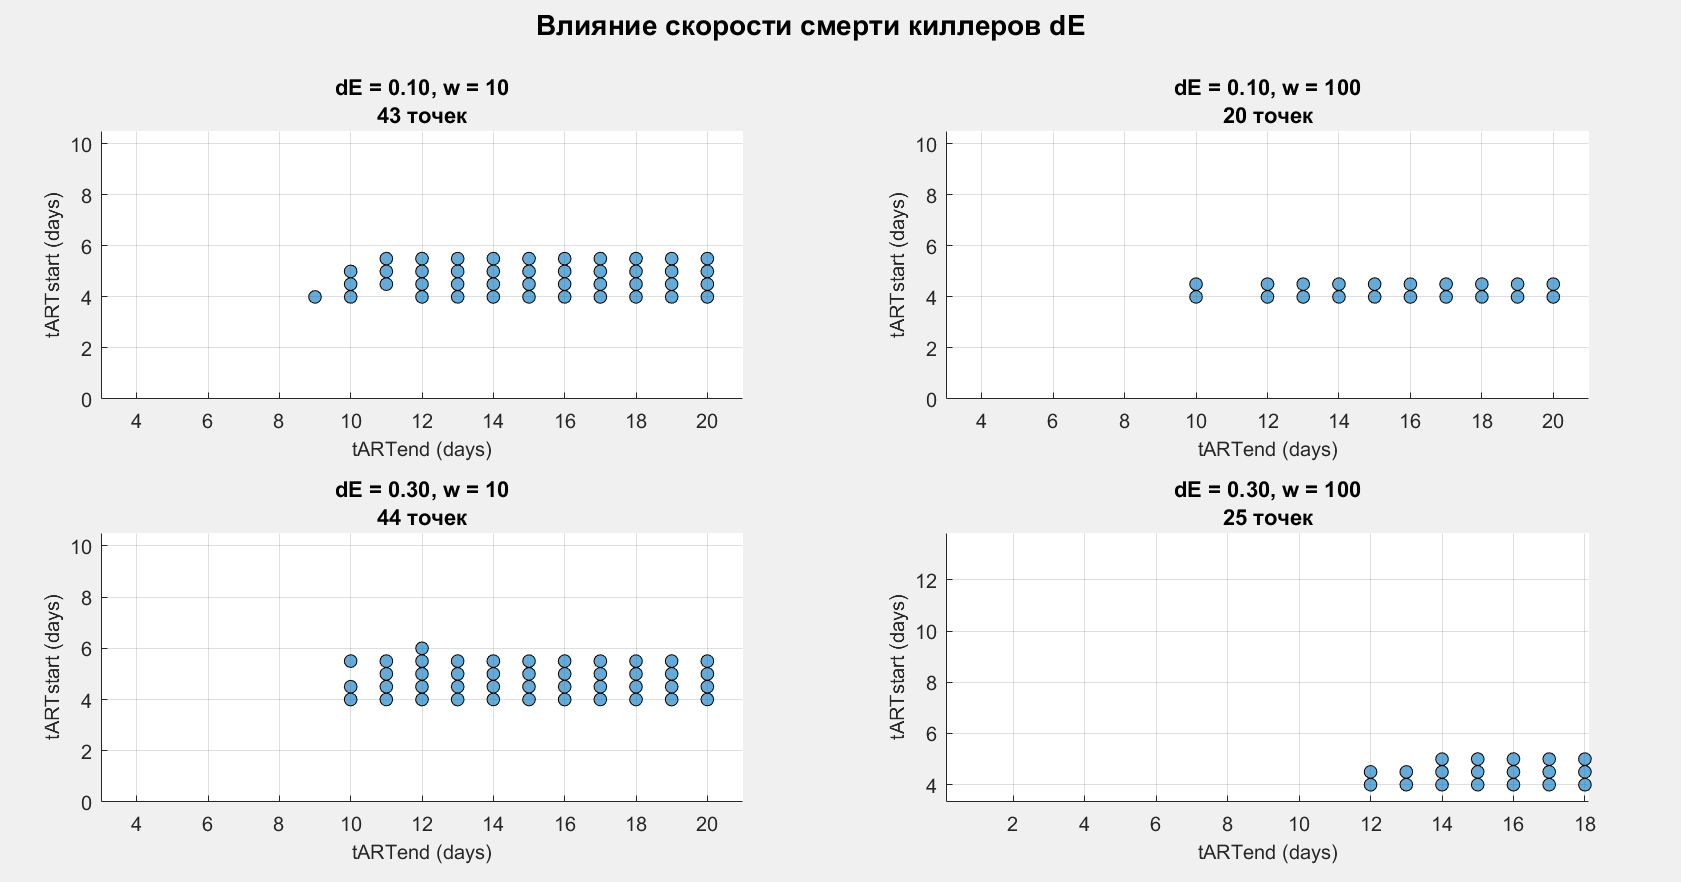 Влияние скорости смерти киллеров dE
dE = 0.10, w = 10
43 точек
10
8
6
4
2
0
tARTstart (days)
4 6 8 10 12 14 16 18 20
tARTend (days)
dE = 0.10, w = 100
20 точек
10
8
6
4
2
0
tARTstart (days)
4 6 8 10 12 14 16 18 20
tARTend (days)
dE = 0.30, w = 10
44 точек
10
8
6
4
2
0
tARTstart (days)
4 6 8 10 12 14 16 18 20
tARTend (days)
dE = 0.30, w = 100
25 точек
12
10
8
6
4
tARTstart (days)
2 4 6 8 10 12 14 16 18
tARTend (days)